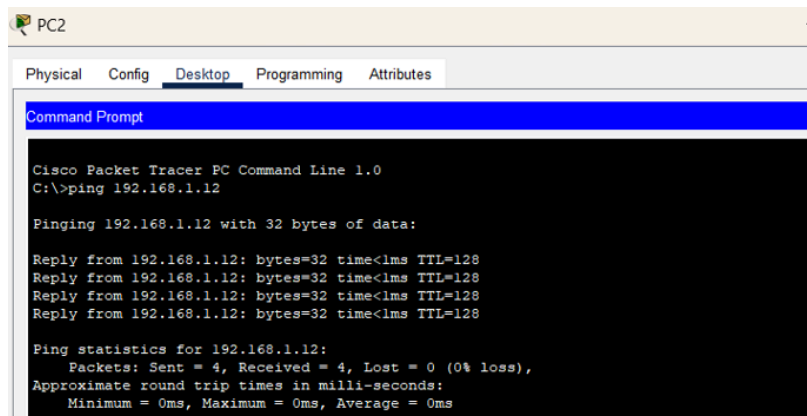 PC2
Physical Config Desktop Programming Attributes
Command Prompt
Cisco Packet Tracer PC Command Line 1.0
C:\>ping 192.168.1.12
Pinging 192.168.1.12 with 32 bytes of data:
Reply from 192.168.1.12: bytes=32 time<1ms TTL=128
Reply from 192.168.1.12: bytes=32 time<1ms TTL=128
Reply from 192.168.1.12: bytes=32 time<1ms TTL=128
Reply from 192.168.1.12: bytes=32 time<1ms TTL=128
Ping statistics for 192.168.1.12:
Packets: Sent = 4, Received = 4, Lost = 0 (0% loss),
Approximate round trip times in milli-seconds:
Minimum = 0ms, Maximum = 0ms, Average = 0ms